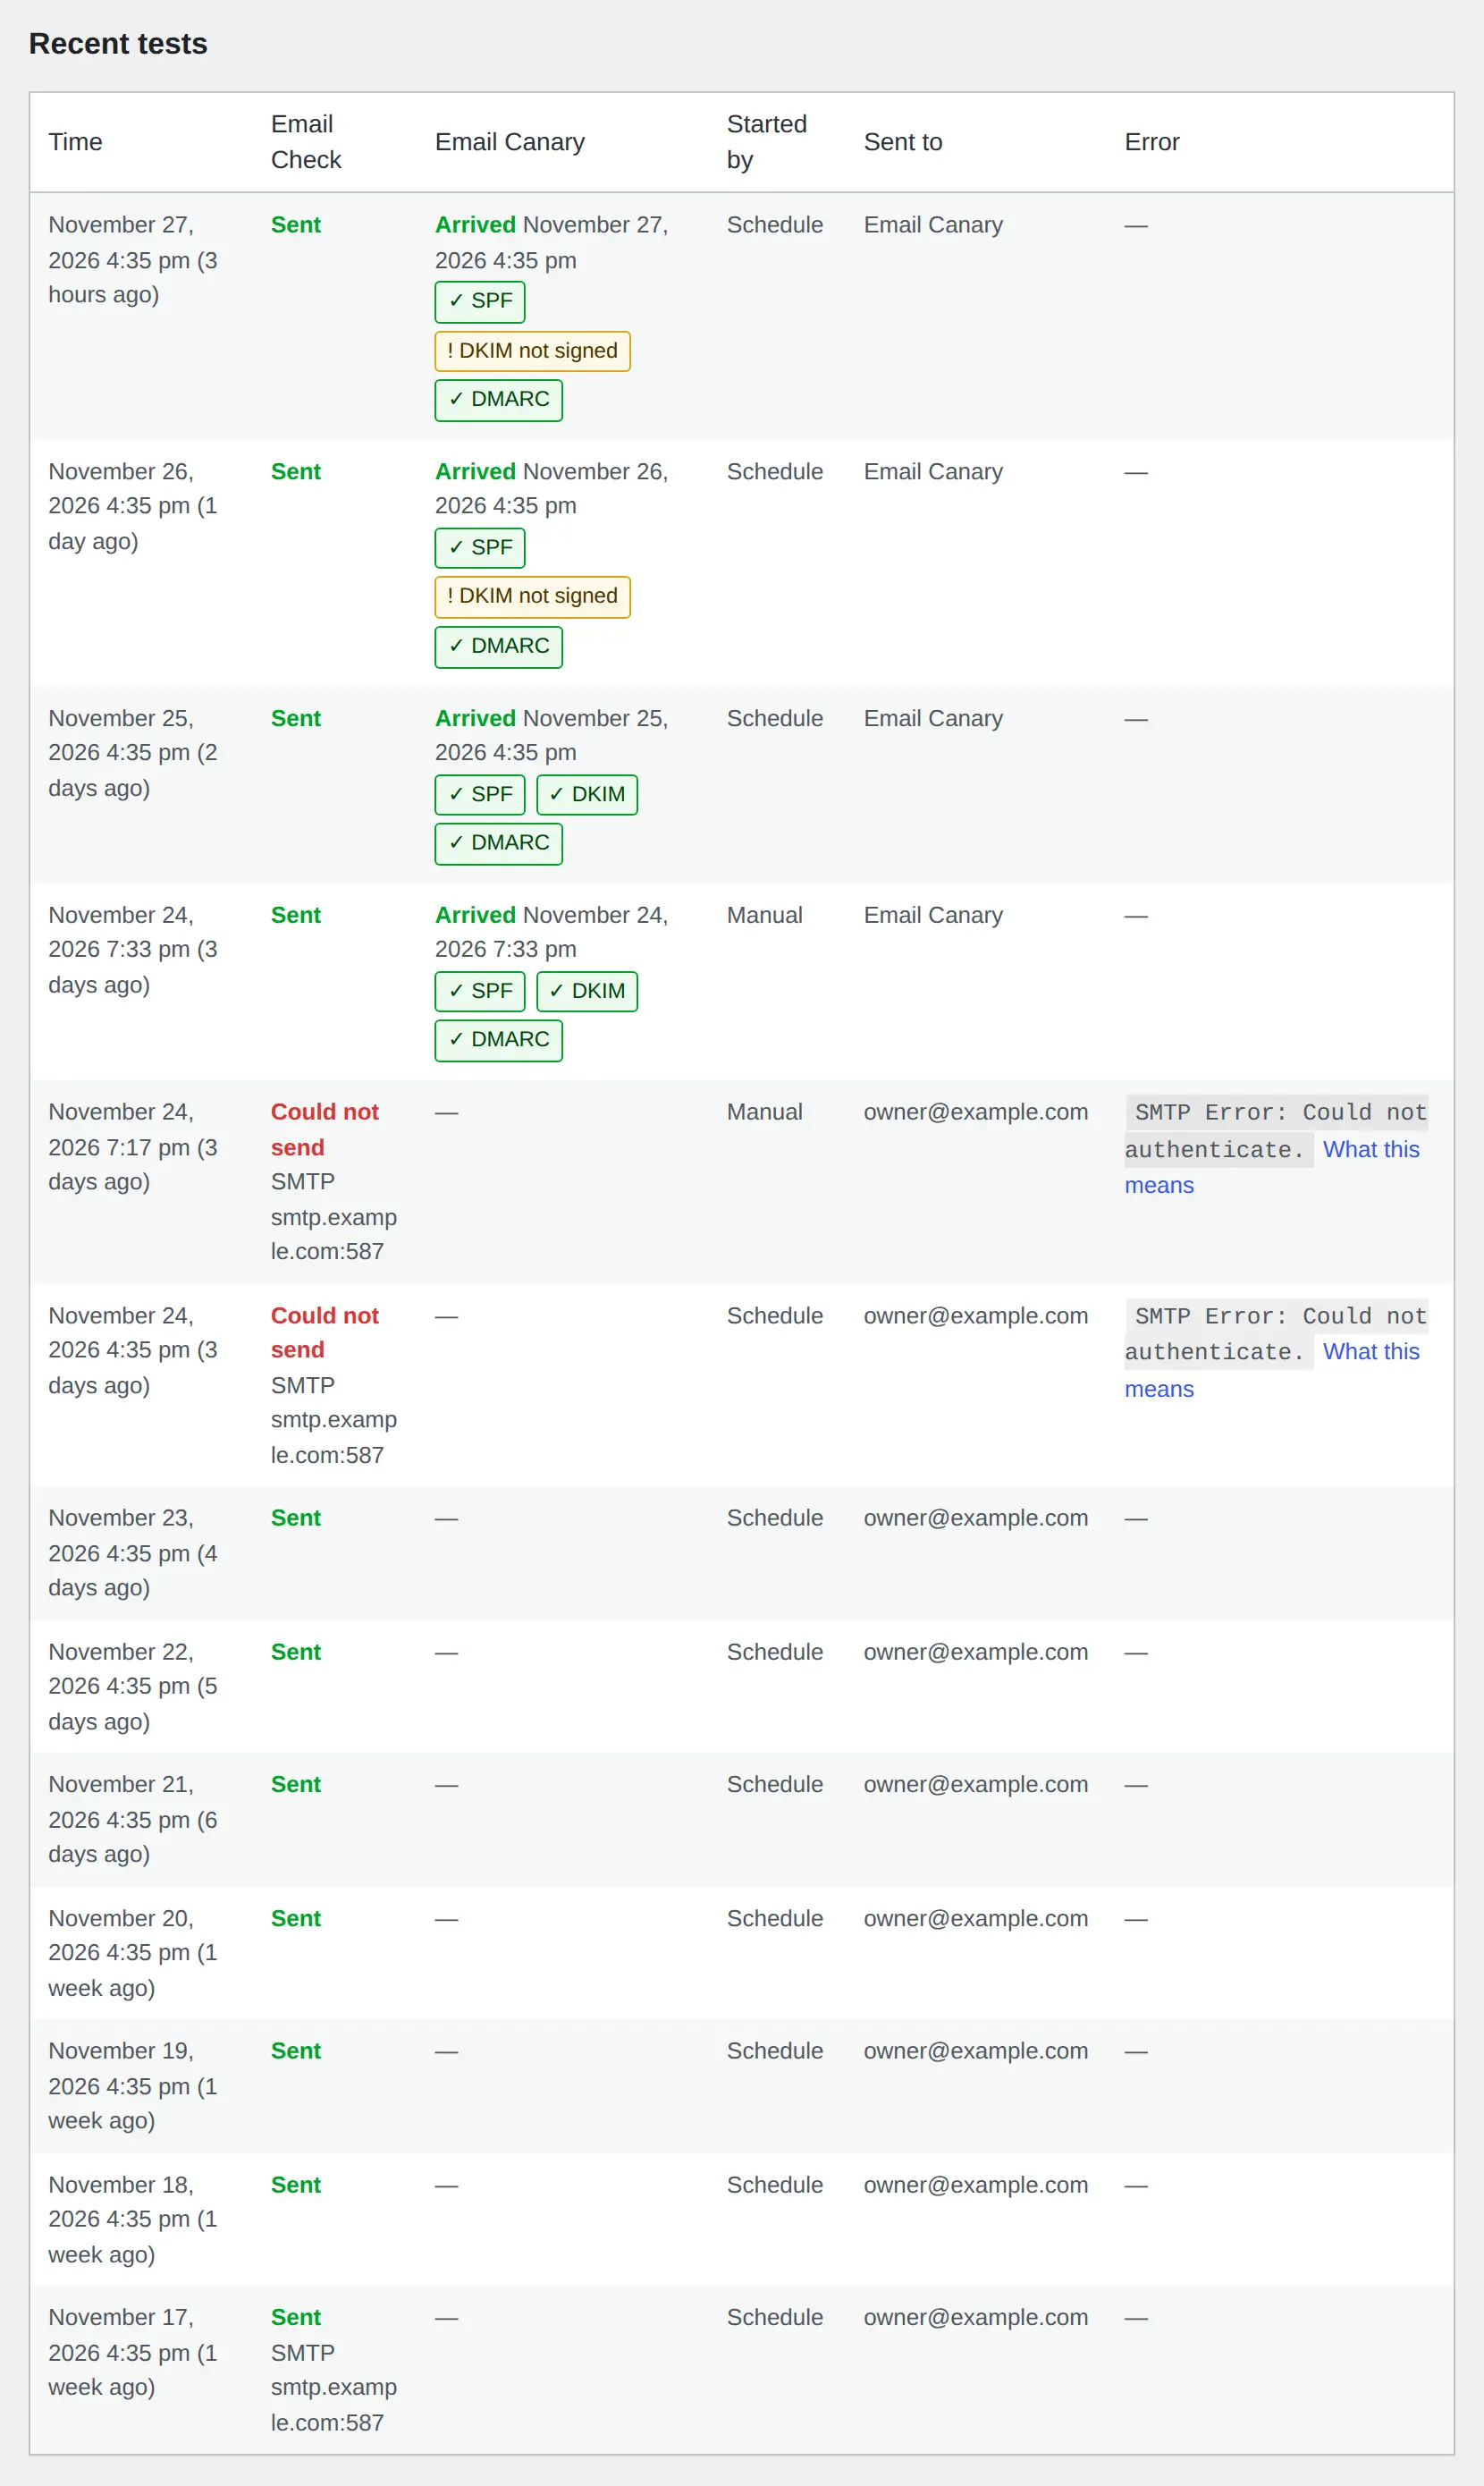 Recent tests
Time
Email
Check
Email Canary
Started
by
Sent to
Error
November 27,
2026 4:35 pm (3
hours ago)
Sent
Arrived November 27,
2026 4:35 pm
✓ SPF
! DKIM not signed
✓ DMARC
Schedule
Email Canary
—
November 26,
2026 4:35 pm (1
day ago)
Sent
Arrived November 26,
2026 4:35 pm
✓ SPF
! DKIM not signed
✓ DMARC
Schedule
Email Canary
—
November 25,
2026 4:35 pm (2
days ago)
Sent
Arrived November 25,
2026 4:35 pm
✓ SPF ✓ DKIM
✓ DMARC
Schedule
Email Canary
—
November 24,
2026 7:33 pm (3
days ago)
Sent
Arrived November 24,
2026 7:33 pm
✓ SPF ✓ DKIM
✓ DMARC
Manual
Email Canary
—
November 24,
2026 7:17 pm (3
days ago)
Could not
send
SMTP
smtp.examp
le.com:587
—
Manual
owner@example.com
SMTP Error: Could not
authenticate. What this
means
November 24,
2026 4:35 pm (3
days ago)
Could not
send
SMTP
smtp.examp
le.com:587
—
Schedule
owner@example.com
SMTP Error: Could not
authenticate. What this
means
November 23,
2026 4:35 pm (4
days ago)
Sent
—
Schedule
owner@example.com
—
November 22,
2026 4:35 pm (5
days ago)
Sent
—
Schedule
owner@example.com
—
November 21,
2026 4:35 pm (6
days ago)
Sent
—
Schedule
owner@example.com
—
November 20,
2026 4:35 pm (1
week ago)
Sent
—
Schedule
owner@example.com
—
November 19,
2026 4:35 pm (1
week ago)
Sent
—
Schedule
owner@example.com
—
November 18,
2026 4:35 pm (1
week ago)
Sent
—
Schedule
owner@example.com
—
November 17,
2026 4:35 pm (1
week ago)
Sent
SMTP
smtp.examp
le.com:587
—
Schedule
owner@example.com
—